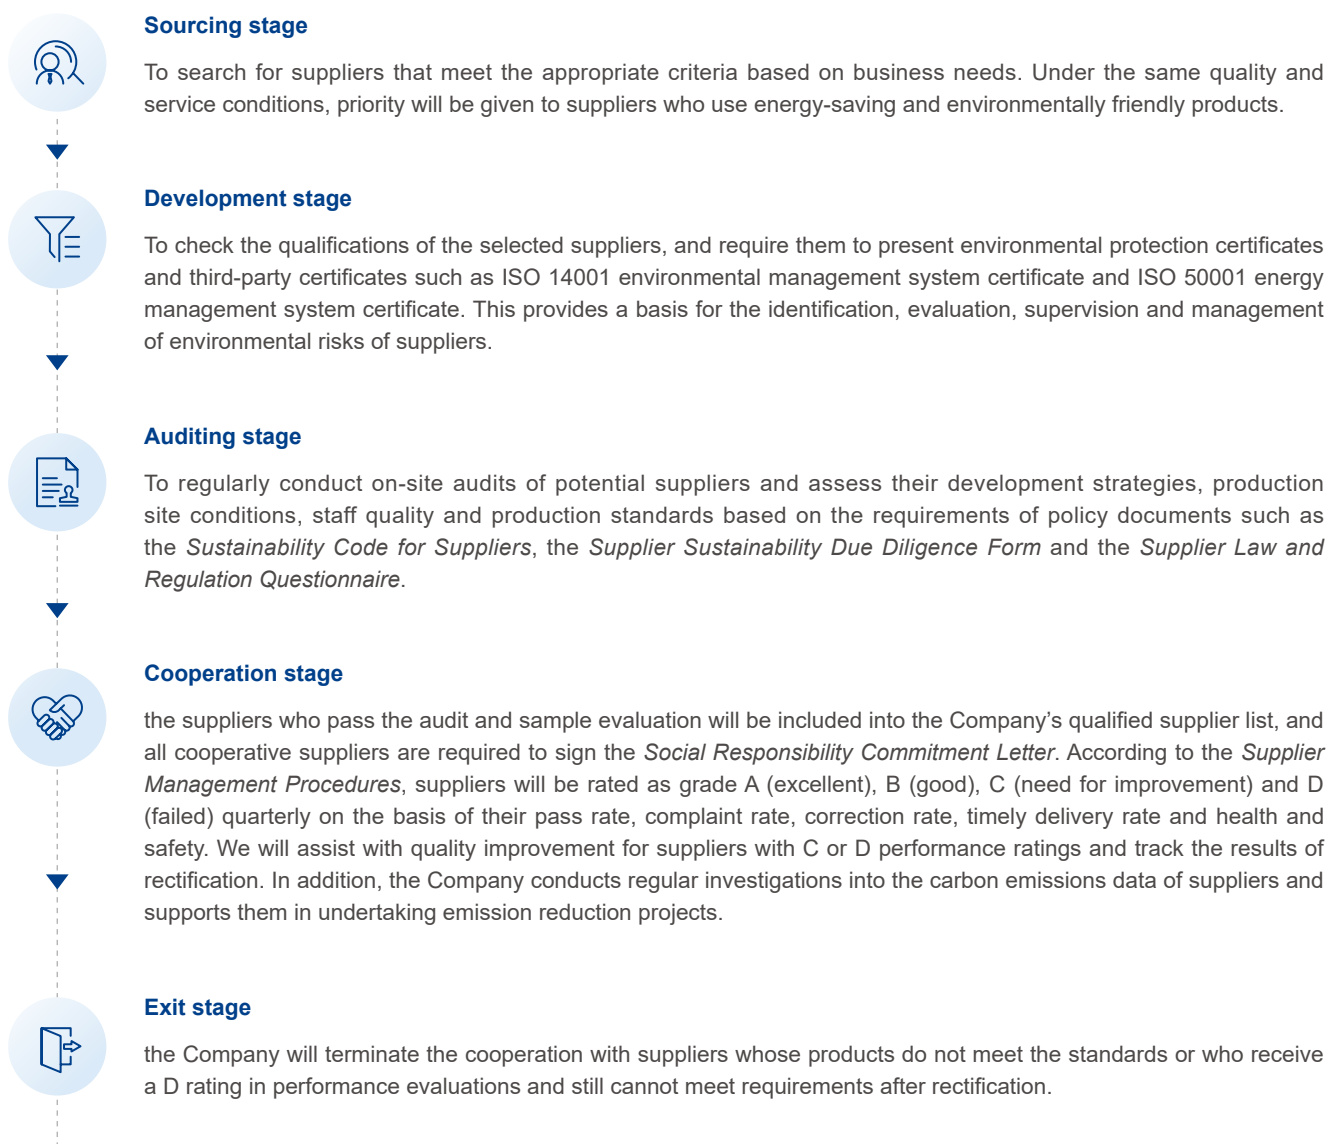 Sourcing stage
To search for suppliers that meet the appropriate criteria based on business needs. Under the same quality and
service conditions, priority will be given to suppliers who use energy-saving and environmentally friendly products.
Development stage
To check the qualifications of the selected suppliers, and require them to present environmental protection certificates
and third-party certificates such as ISO 14001 environmental management system certificate and ISO 50001 energy
management system certificate. This provides a basis for the identification, evaluation, supervision and management
of environmental risks of suppliers.
Auditing stage
To regularly conduct on-site audits of potential suppliers and assess their development strategies, production
site conditions, staff quality and production standards based on the requirements of policy documents such as
the Sustainability Code for Suppliers, the Supplier Sustainability Due Diligence Form and the Supplier Law and
Regulation Questionnaire.
Cooperation stage
the suppliers who pass the audit and sample evaluation will be included into the Company’s qualified supplier list, and
all cooperative suppliers are required to sign the Social Responsibility Commitment Letter. According to the Supplier
Management Procedures, suppliers will be rated as grade A (excellent), B (good), C (need for improvement) and D
(failed) quarterly on the basis of their pass rate, complaint rate, correction rate, timely delivery rate and health and
safety. We will assist with quality improvement for suppliers with C or D performance ratings and track the results of
rectification. In addition, the Company conducts regular investigations into the carbon emissions data of suppliers and
supports them in undertaking emission reduction projects.
Exit stage
the Company will terminate the cooperation with suppliers whose products do not meet the standards or who receive
a D rating in performance evaluations and still cannot meet requirements after rectification.